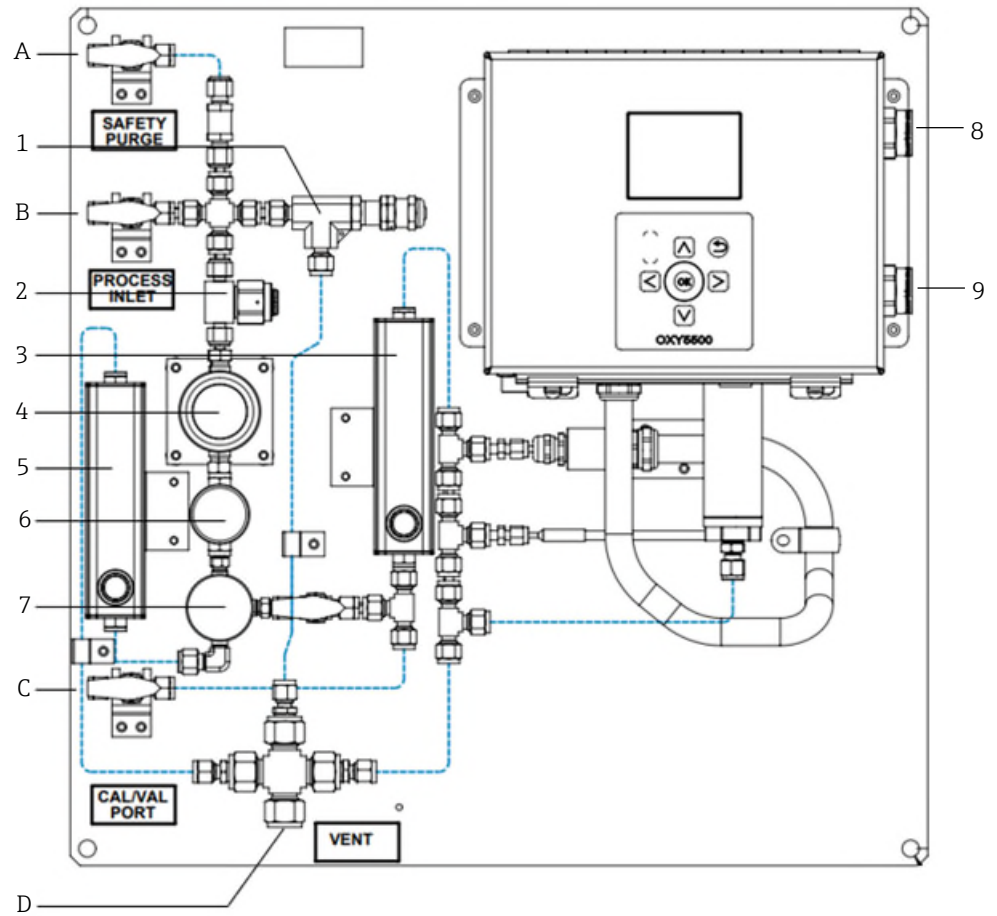 A
SAFETY
PURGE
1
8
B
PROCESS
INLET
2
9
OK
3
OXY5500
4
5
6
7
C
CAL/VAL
PORT
VENT
D